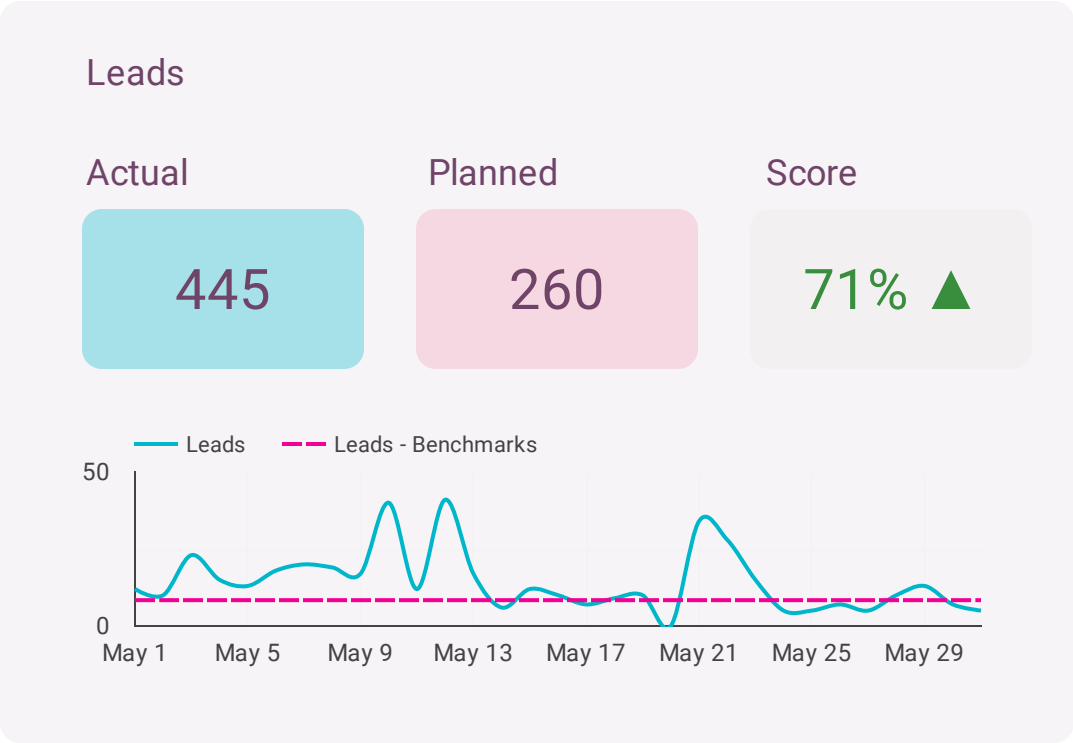 Leads
Actual Planned Score
445 260 71% ▲
Leads Leads - Benchmarks
50
0
May 1 May 5 May 9 May 13 May 17 May 21 May 25 May 29